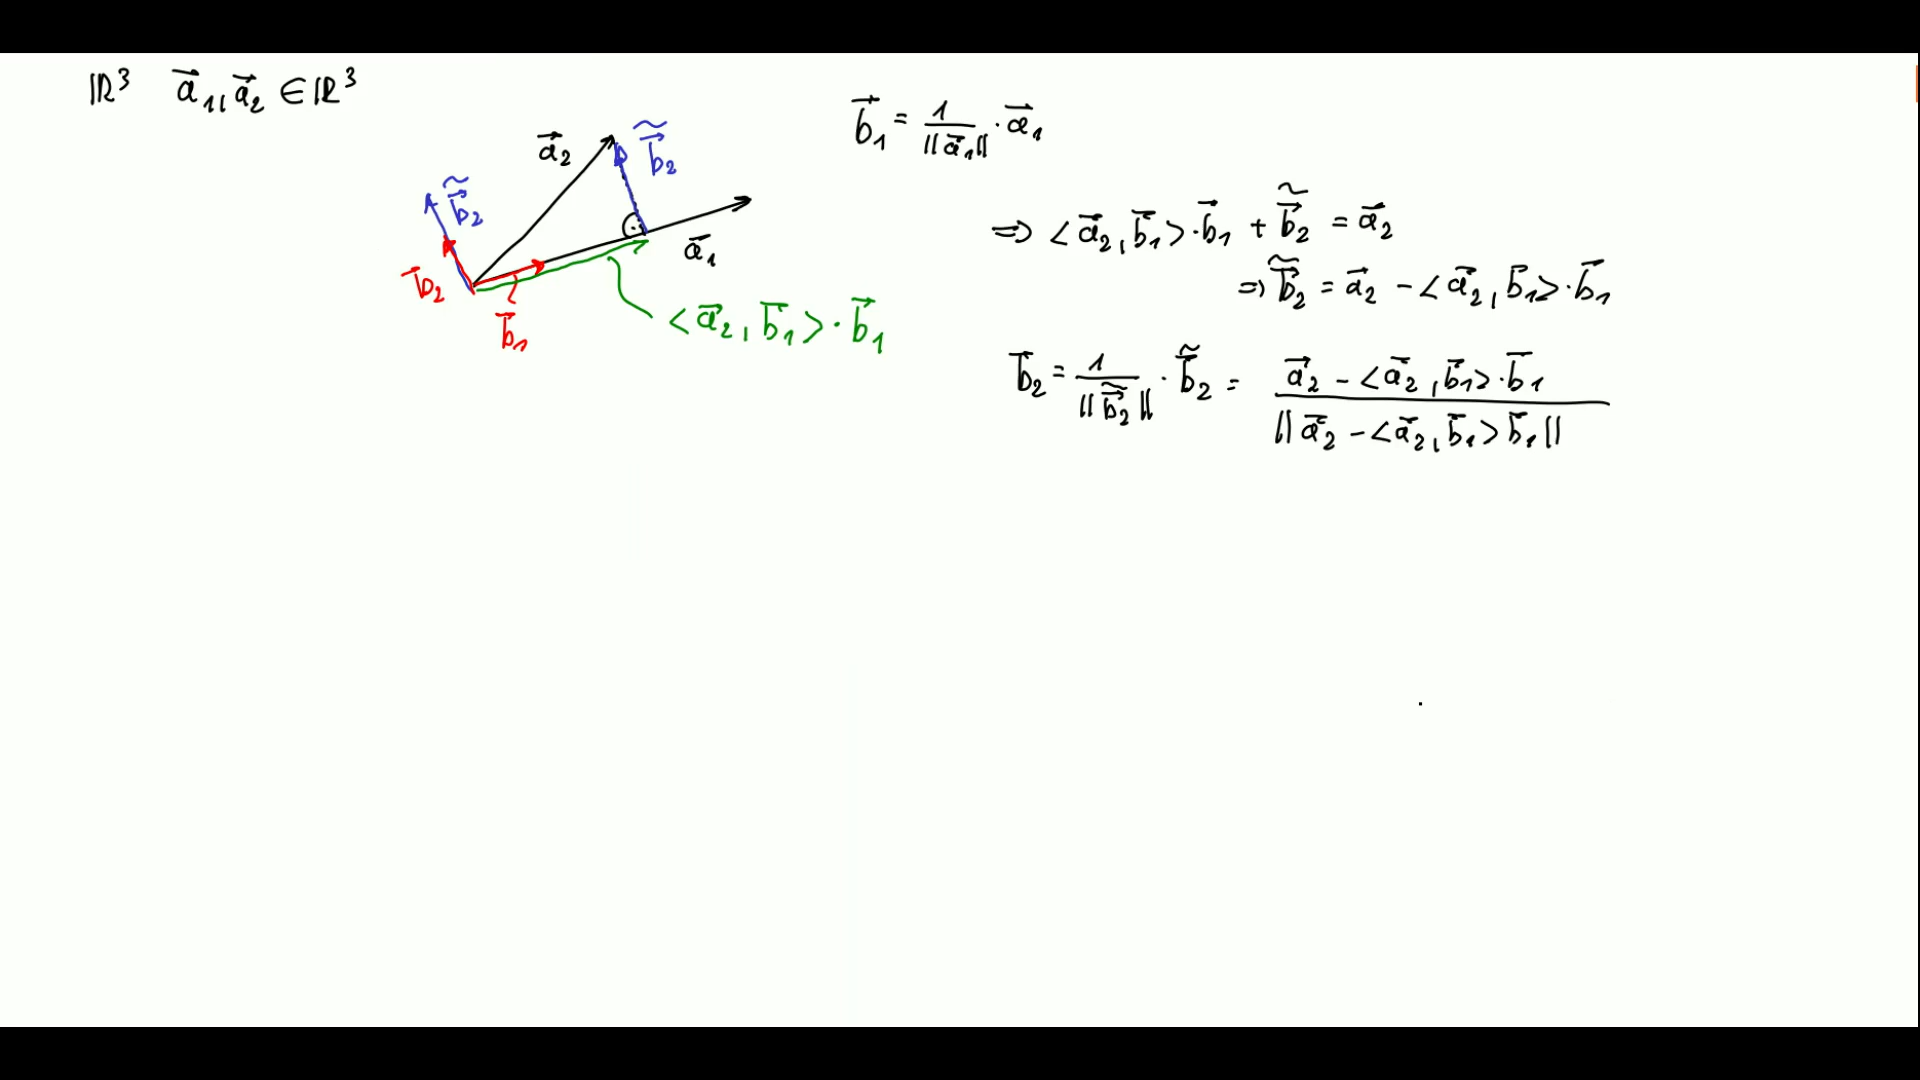 ℝ³ a⃗₁, a⃗₂ ∈ ℝ³
b⃗₁ = 1/‖a⃗₁‖ · a⃗₁
a⃗₂
b⃗̃₂
b⃗̃₂
a⃗₁
b⃗₂
b⃗₁
<a⃗₂, b⃗₁> · b⃗₁
⇒ <a⃗₂, b⃗₁> · b⃗₁ + b⃗̃₂ = a⃗₂
⇒ b⃗̃₂ = a⃗₂ - <a⃗₂, b⃗₁> · b⃗₁
b⃗₂ = 1/‖b⃗̃₂‖ · b⃗̃₂ = (a⃗₂ - <a⃗₂, b⃗₁> · b⃗₁)/‖a⃗₂ - <a⃗₂, b⃗₁> b⃗₁‖